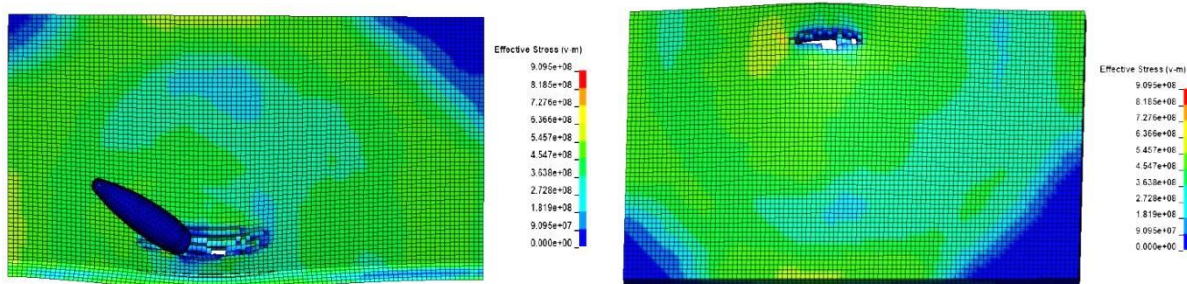 Effective Stress (v-m)
9.095e+08
8.185e+08
7.276e+08
6.366e+08
5.457e+08
4.547e+08
3.638e+08
2.728e+08
1.819e+08
9.095e+07
0.000e+00
Effective Stress (v-m)
9.095e+08
8.185e+08
7.276e+08
6.366e+08
5.457e+08
4.547e+08
3.638e+08
2.728e+08
1.819e+08
9.095e+07
0.000e+00